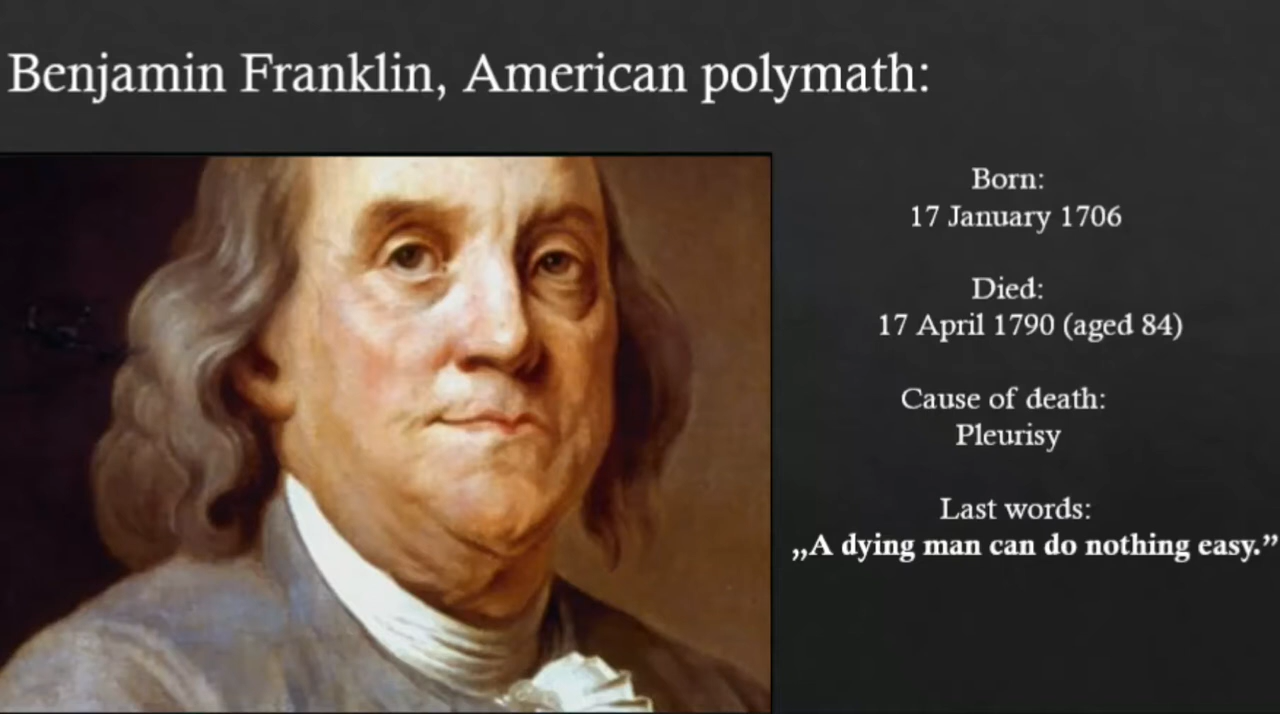 Benjamin Franklin, American polymath:
Born:
17 January 1706
Died:
17 April 1790 (aged 84)
Cause of death:
Pleurisy
Last words:
„A dying man can do nothing easy.”